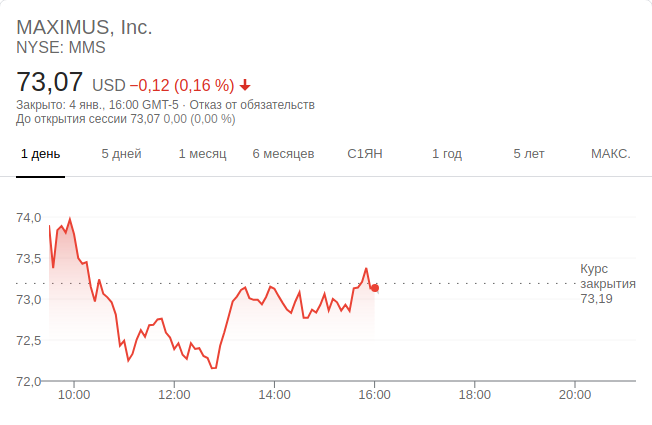 MAXIMUS, Inc.
NYSE: MMS
73,07 USD −0,12 (0,16 %)
Закрыто: 4 янв., 16:00 GMT-5 · Отказ от обязательств
До открытия сессии 73,07 0,00 (0,00 %)
1 день 5 дней 1 месяц 6 месяцев С1ЯН 1 год 5 лет МАКС.
74,0
73,5
Курс
закрытия
73,19
73,0
72,5
72,0
10:00 12:00 14:00 16:00 18:00 20:00